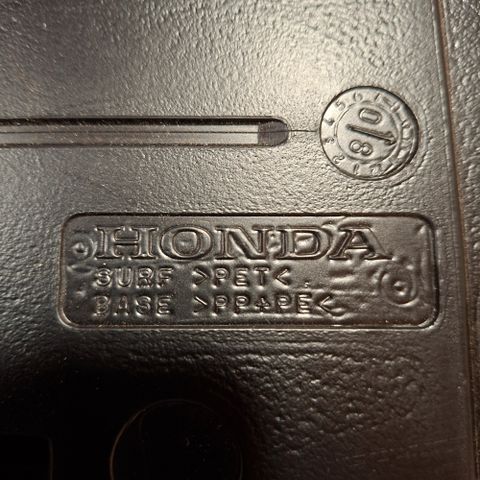 HONDA
SURF >PET<
BASE >PP+PE<